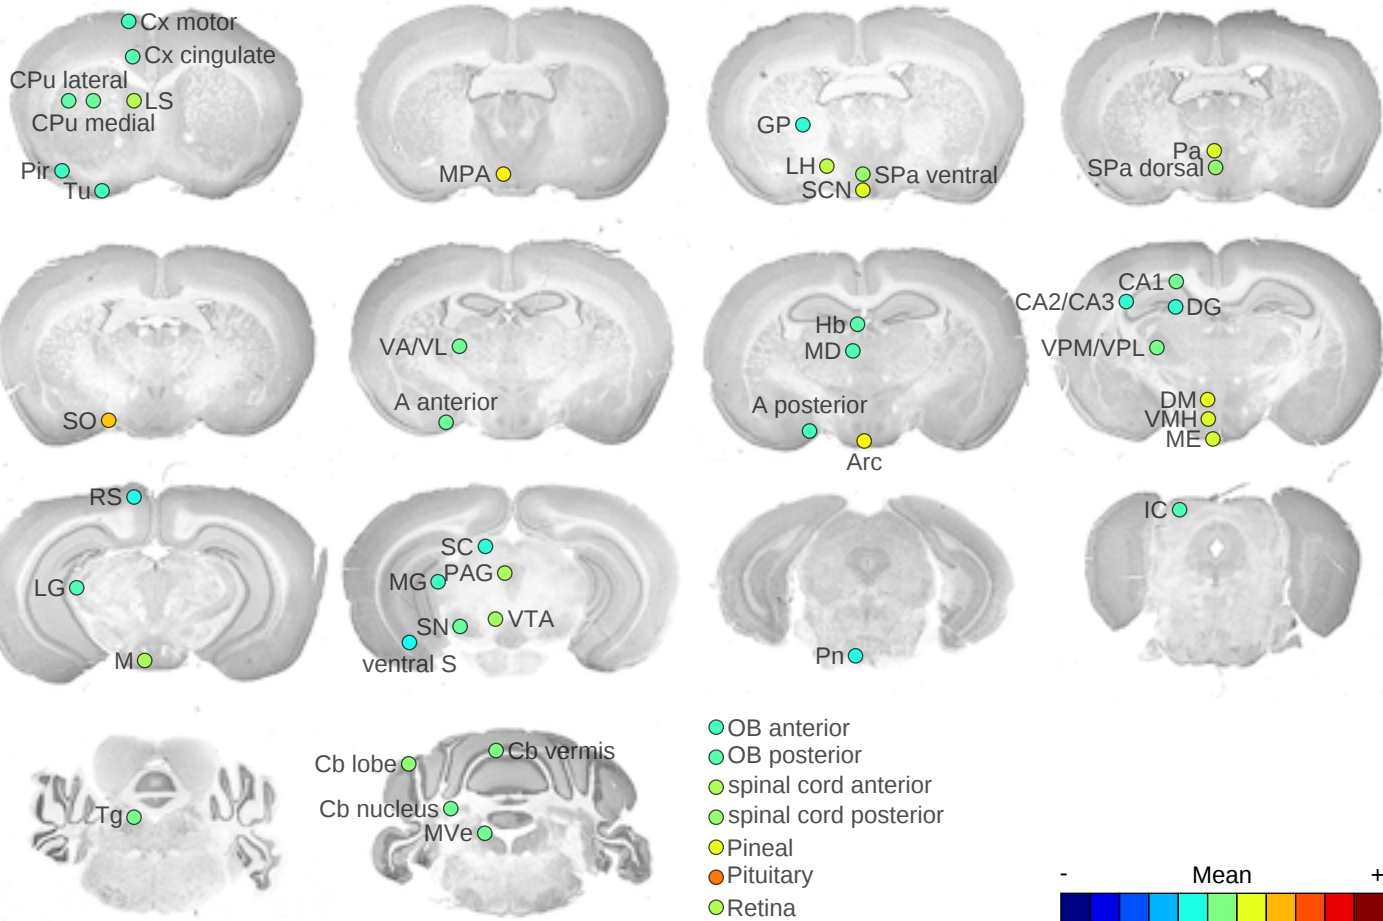 Cx motor
Cx cingulate
CPu lateral
LS
CPu medial
Pir
Tu
MPA
GP
LH
SPa ventral
SCN
Pa
SPa dorsal
SO
VA/VL
A anterior
Hb
MD
A posterior
Arc
CA1
CA2/CA3
DG
VPM/VPL
DM
VMH
ME
RS
LG
M
SC
MG
PAG
SN
VTA
ventral S
Pn
IC
Tg
Cb lobe
Cb vermis
Cb nucleus
MVe
OB anterior
OB posterior
spinal cord anterior
spinal cord posterior
Pineal
Pituitary
Retina
- Mean +